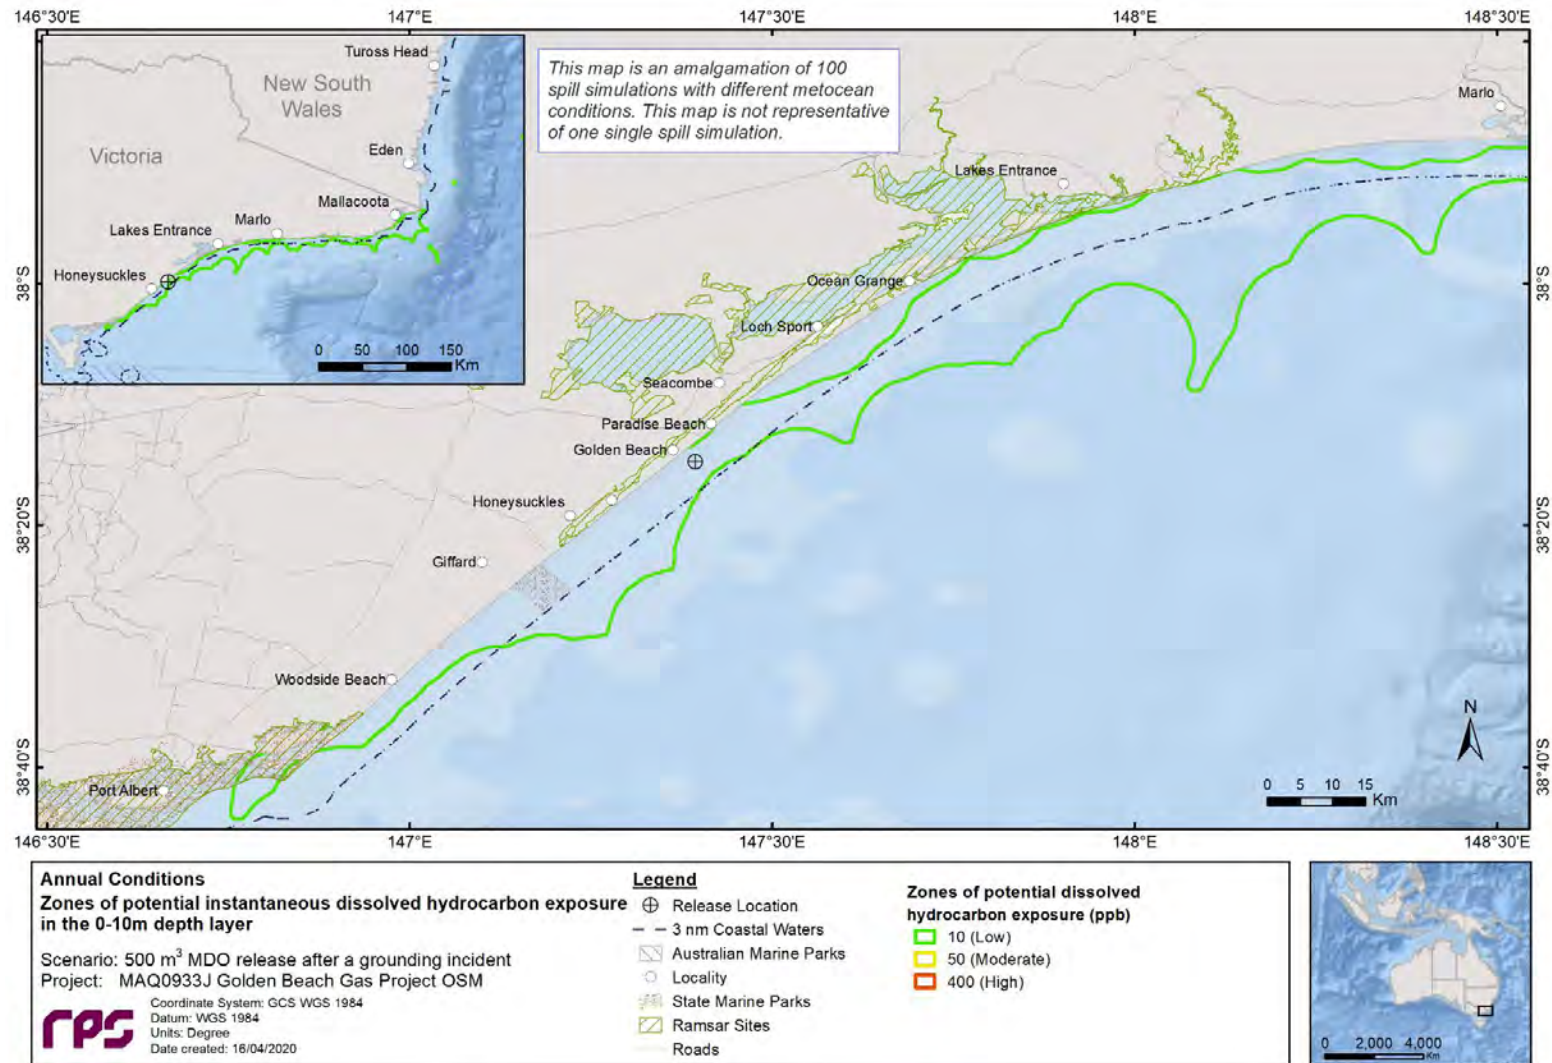 146°30'E
147°E
147°30'E
148°E
148°30'E
Tuross Head
New South
Wales
Eden
Victoria
Mallacoota
Marlo
Lakes Entrance
Honeysuckles
0 50 100 150
Km
This map is an amalgamation of 100
spill simulations with different metocean
conditions. This map is not representative
of one single spill simulation.
Marlo
Lakes Entrance
38°S
38°S
Ocean Grange
Loch Sport
Seacombe
Paradise Beach
Golden Beach
Honeysuckles
38°20'S
38°20'S
Giffard
Woodside Beach
N
38°40'S
38°40'S
Port Albert
0 5 10 15
Km
146°30'E
147°E
147°30'E
148°E
148°30'E
Annual Conditions
Zones of potential instantaneous dissolved hydrocarbon exposure
in the 0-10m depth layer
Scenario: 500 m³ MDO release after a grounding incident
Project: MAQ0933J Golden Beach Gas Project OSM
rps
Coordinate System: GCS WGS 1984
Datum: WGS 1984
Units: Degree
Date created: 16/04/2020
Legend
Release Location
3 nm Coastal Waters
Australian Marine Parks
Locality
State Marine Parks
Ramsar Sites
Roads
Zones of potential dissolved
hydrocarbon exposure (ppb)
10 (Low)
50 (Moderate)
400 (High)
0 2,000 4,000
Km